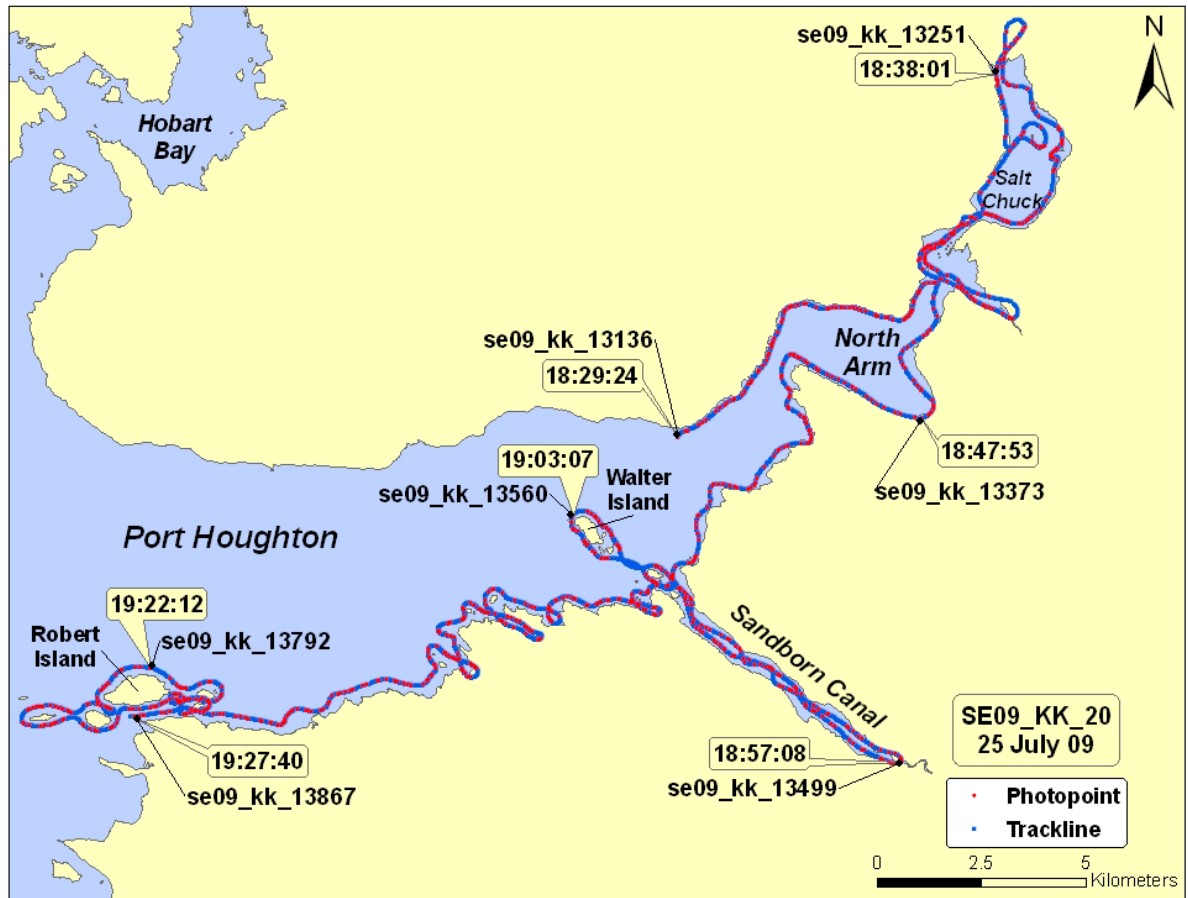 se09_kk_13251
18:38:01
N
Hobart
Bay
Salt
Chuck
se09_kk_13136
18:29:24
North
Arm
19:03:07
se09_kk_13560
Walter
Island
18:47:53
se09_kk_13373
Port Houghton
19:22:12
se09_kk_13792
Robert
Island
Sandborn Canal
19:27:40
se09_kk_13867
18:57:08
se09_kk_13499
SE09_KK_20
25 July 09
Photopoint
Trackline
0 2.5 5
Kilometers